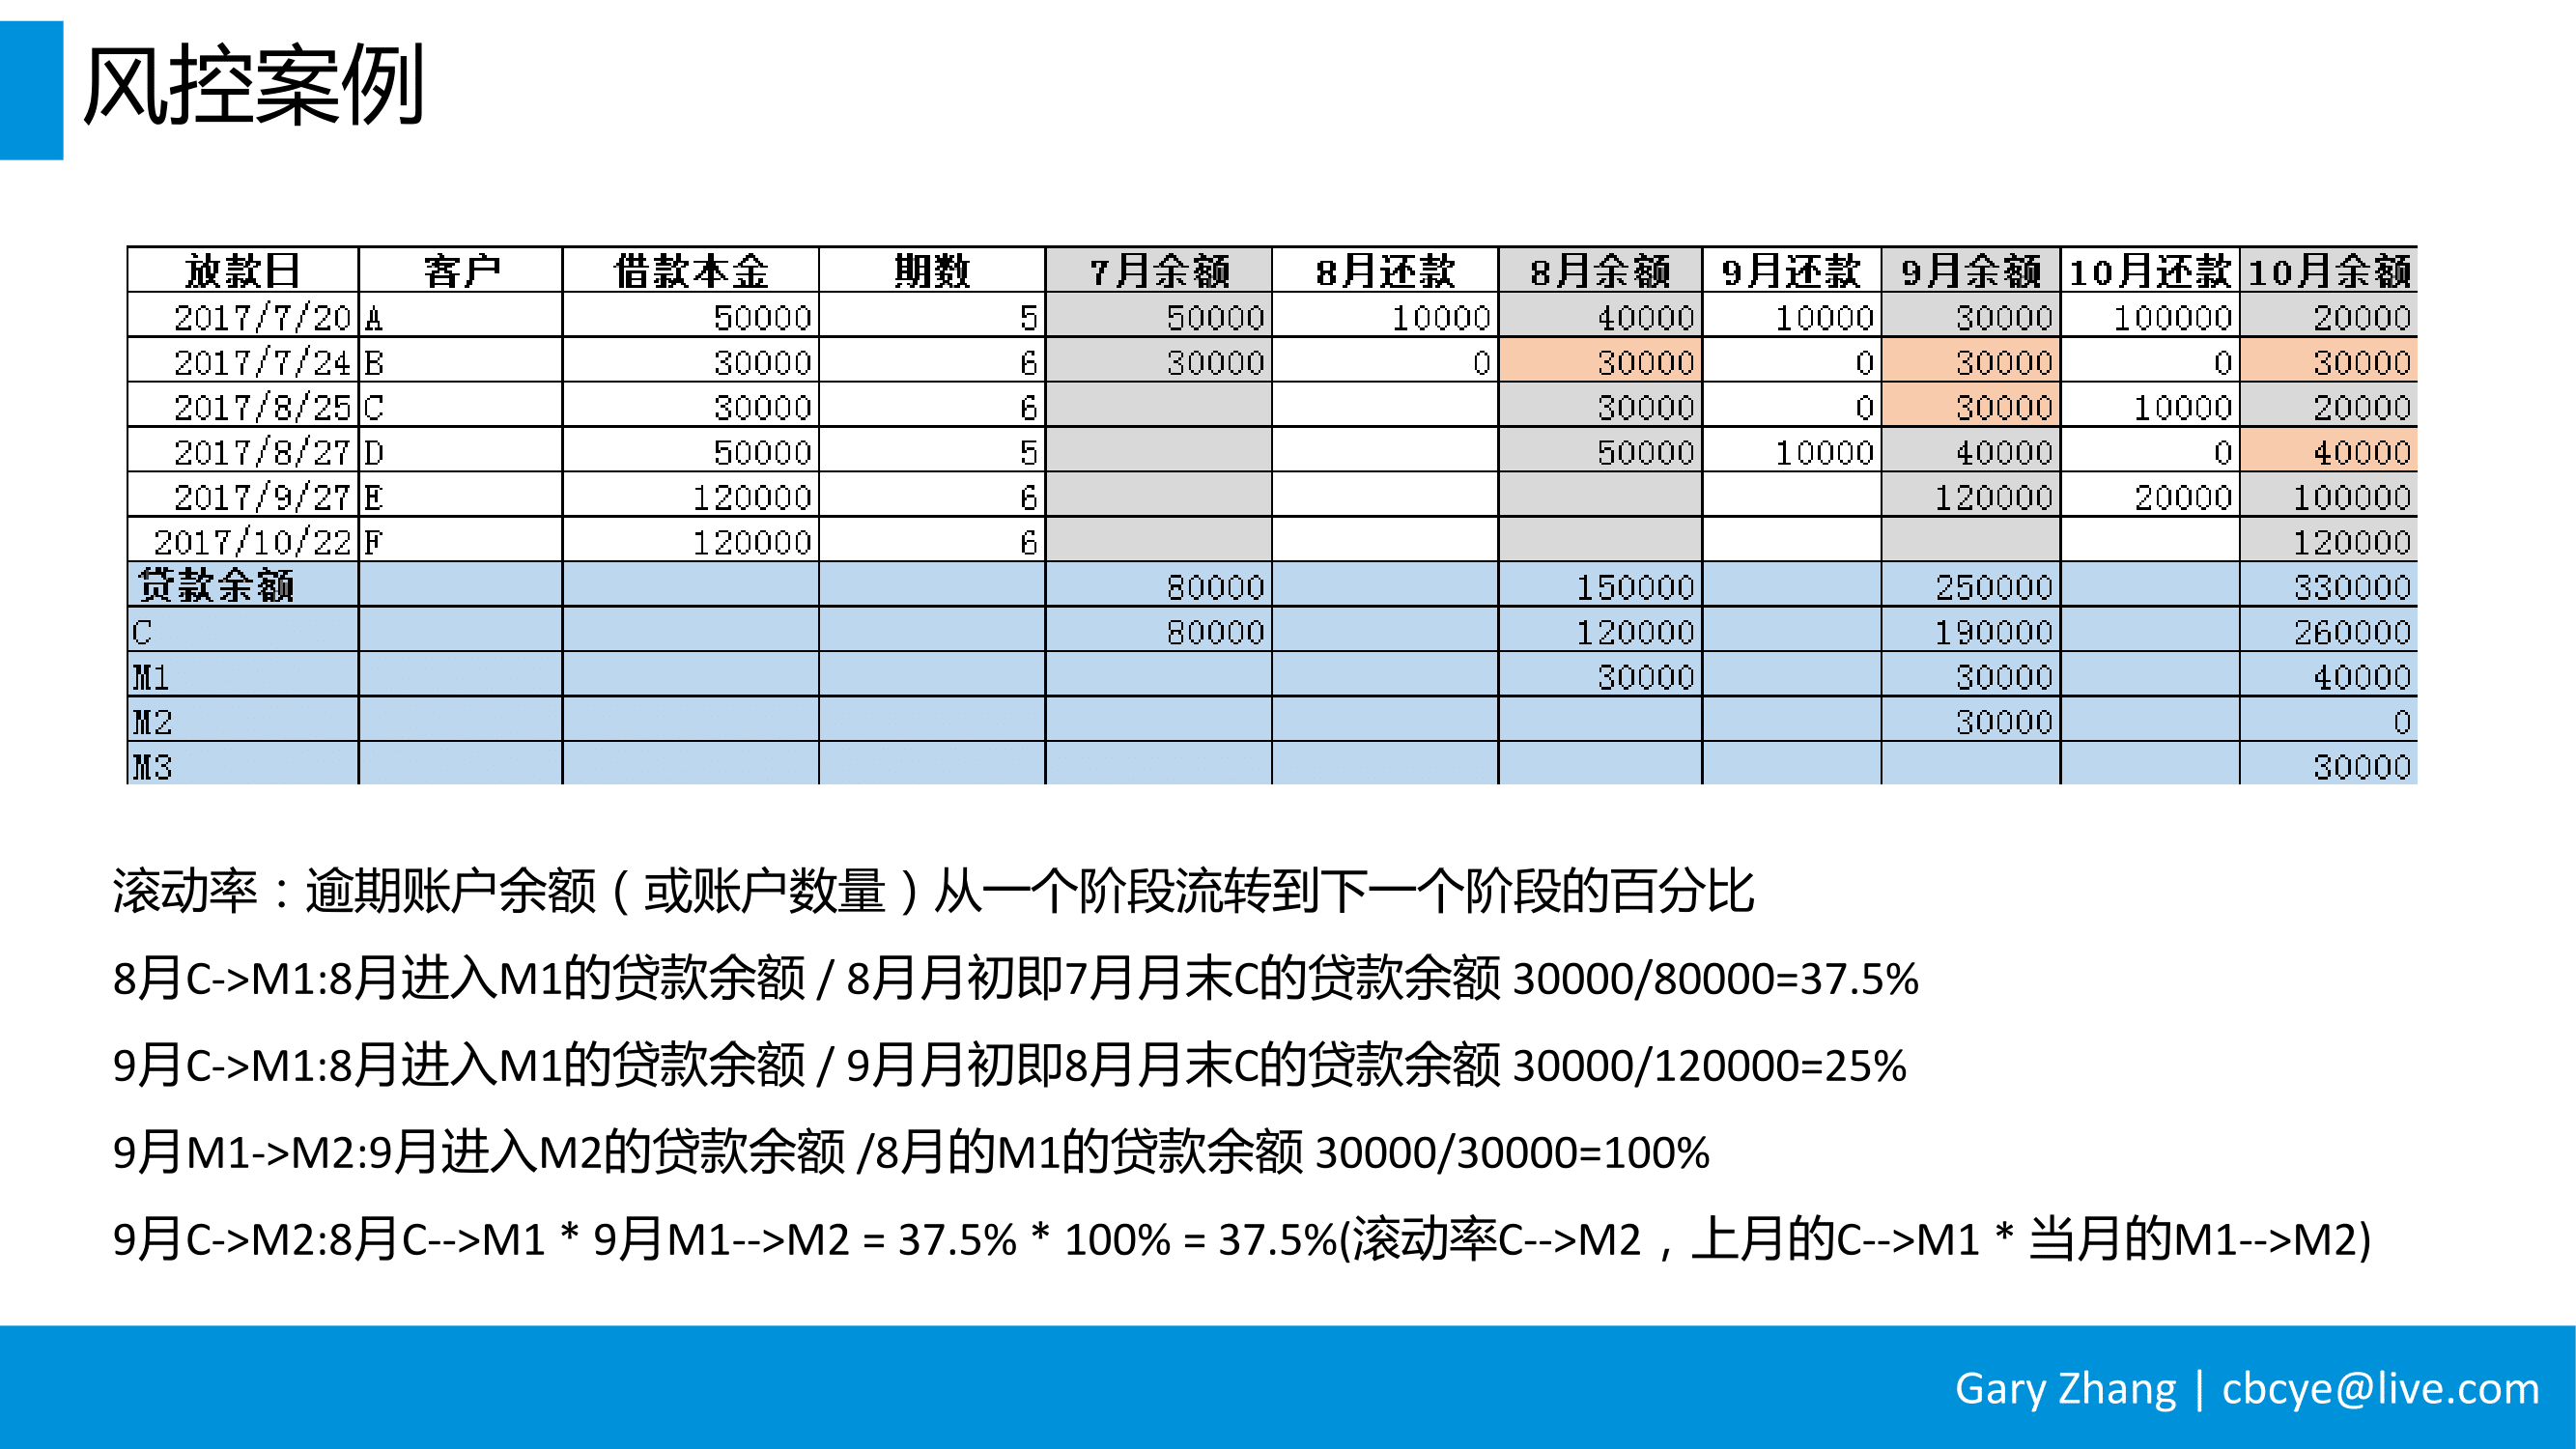 风控案例
放款日 客户 借款本金 期数 7月余额 8月还款 8月余额 9月还款 9月余额 10月还款 10月余额
2017/7/20 A 50000 5 50000 10000 40000 10000 30000 100000 20000
2017/7/24 B 30000 6 30000 0 30000 0 30000 0 30000
2017/8/25 C 30000 6 30000 0 30000 10000 20000
2017/8/27 D 50000 5 50000 10000 40000 0 40000
2017/9/27 E 120000 6 120000 20000 100000
2017/10/22 F 120000 6 120000
贷款余额 80000 150000 250000 330000
C 80000 120000 190000 260000
M1 30000 30000 40000
M2 30000 0
M3 30000
滚动率：逾期账户余额（或账户数量）从一个阶段流转到下一个阶段的百分比
8月C->M1:8月进入M1的贷款余额 / 8月月初即7月月末C的贷款余额 30000/80000=37.5%
9月C->M1:8月进入M1的贷款余额 / 9月月初即8月月末C的贷款余额 30000/120000=25%
9月M1->M2:9月进入M2的贷款余额 /8月的M1的贷款余额 30000/30000=100%
9月C->M2:8月C-->M1 * 9月M1-->M2 = 37.5% * 100% = 37.5%(滚动率C-->M2，上月的C-->M1 * 当月的M1-->M2)
Gary Zhang | cbcye@live.com